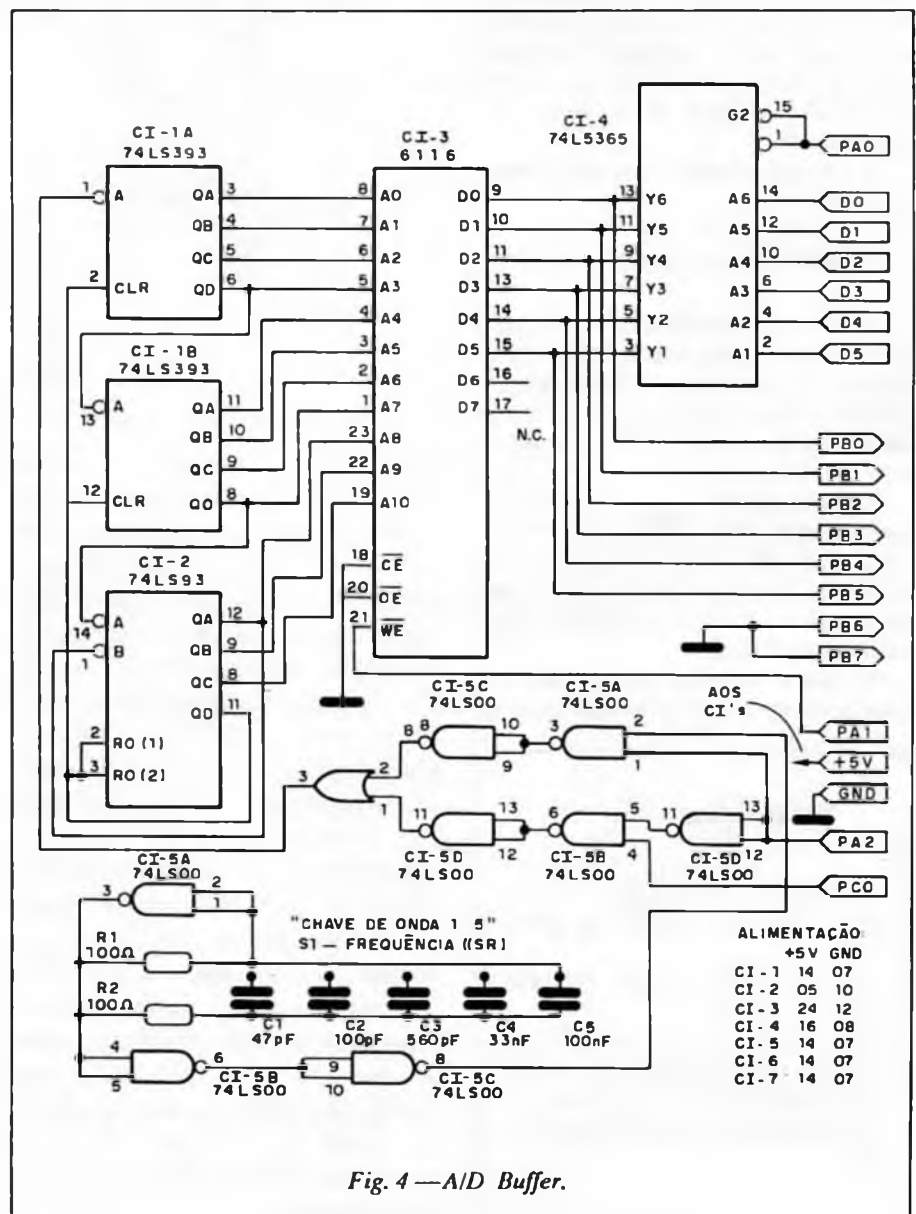 CI-1A
74LS393
1
A
QA 3
QB 4
QC 5
QD 6
2
CLR
CI-1B
74LS393
13
A
QA 11
QB 10
QC 9
QD 8
12
CLR
CI-2
74LS93
14
A
1
B
QA 12
QB 9
QC 8
QD 11
2
RO(1)
3
RO(2)
CI-3
6116
8 A0
7 A1
6 A2
5 A3
4 A4
3 A5
2 A6
1 A7
23 A8
22 A9
19 A10
18 CE
20 OE
21 WE
D0 9
D1 10
D2 11
D3 13
D4 14
D5 15
D6 16
D7 17
N.C.
CI-4
74L5365
G2 15
1
PA0
13 Y6 A6 14 D0
11 Y5 A5 12 D1
9 Y4 A4 10 D2
7 Y3 A3 6 D3
5 Y2 A2 4 D4
3 Y1 A1 2 D5
PB0
PB1
PB2
PB3
PB4
PB5
PB6
PB7
AOS
CI's
PA1
+5V
GND
PA2
PC0
CI-5C
74LS00
CI-5A
74LS00
8 8 10 9 3 2 1
3 2 1
11 13 12 6 5 4 11 13 12
CI-5D
74LS00
CI-5B
74LS00
CI-5D
74LS00
CI-5A
74LS00
3 2 1
R1
100Ω
R2
100Ω
"CHAVE DE ONDA 1 5"
S1 — FREQUÊNCIA ((SR)
C1
47pF
C2
100pF
C3
560pF
C4
33nF
C5
100nF
4
5
6
CI-5B
74LS00
9
10
8
CI-5C
74LS00
ALIMENTAÇÃO
+5V GND
CI-1 14 07
CI-2 05 10
CI-3 24 12
CI-4 16 08
CI-5 14 07
CI-6 14 07
CI-7 14 07
Fig. 4 — A/D Buffer.